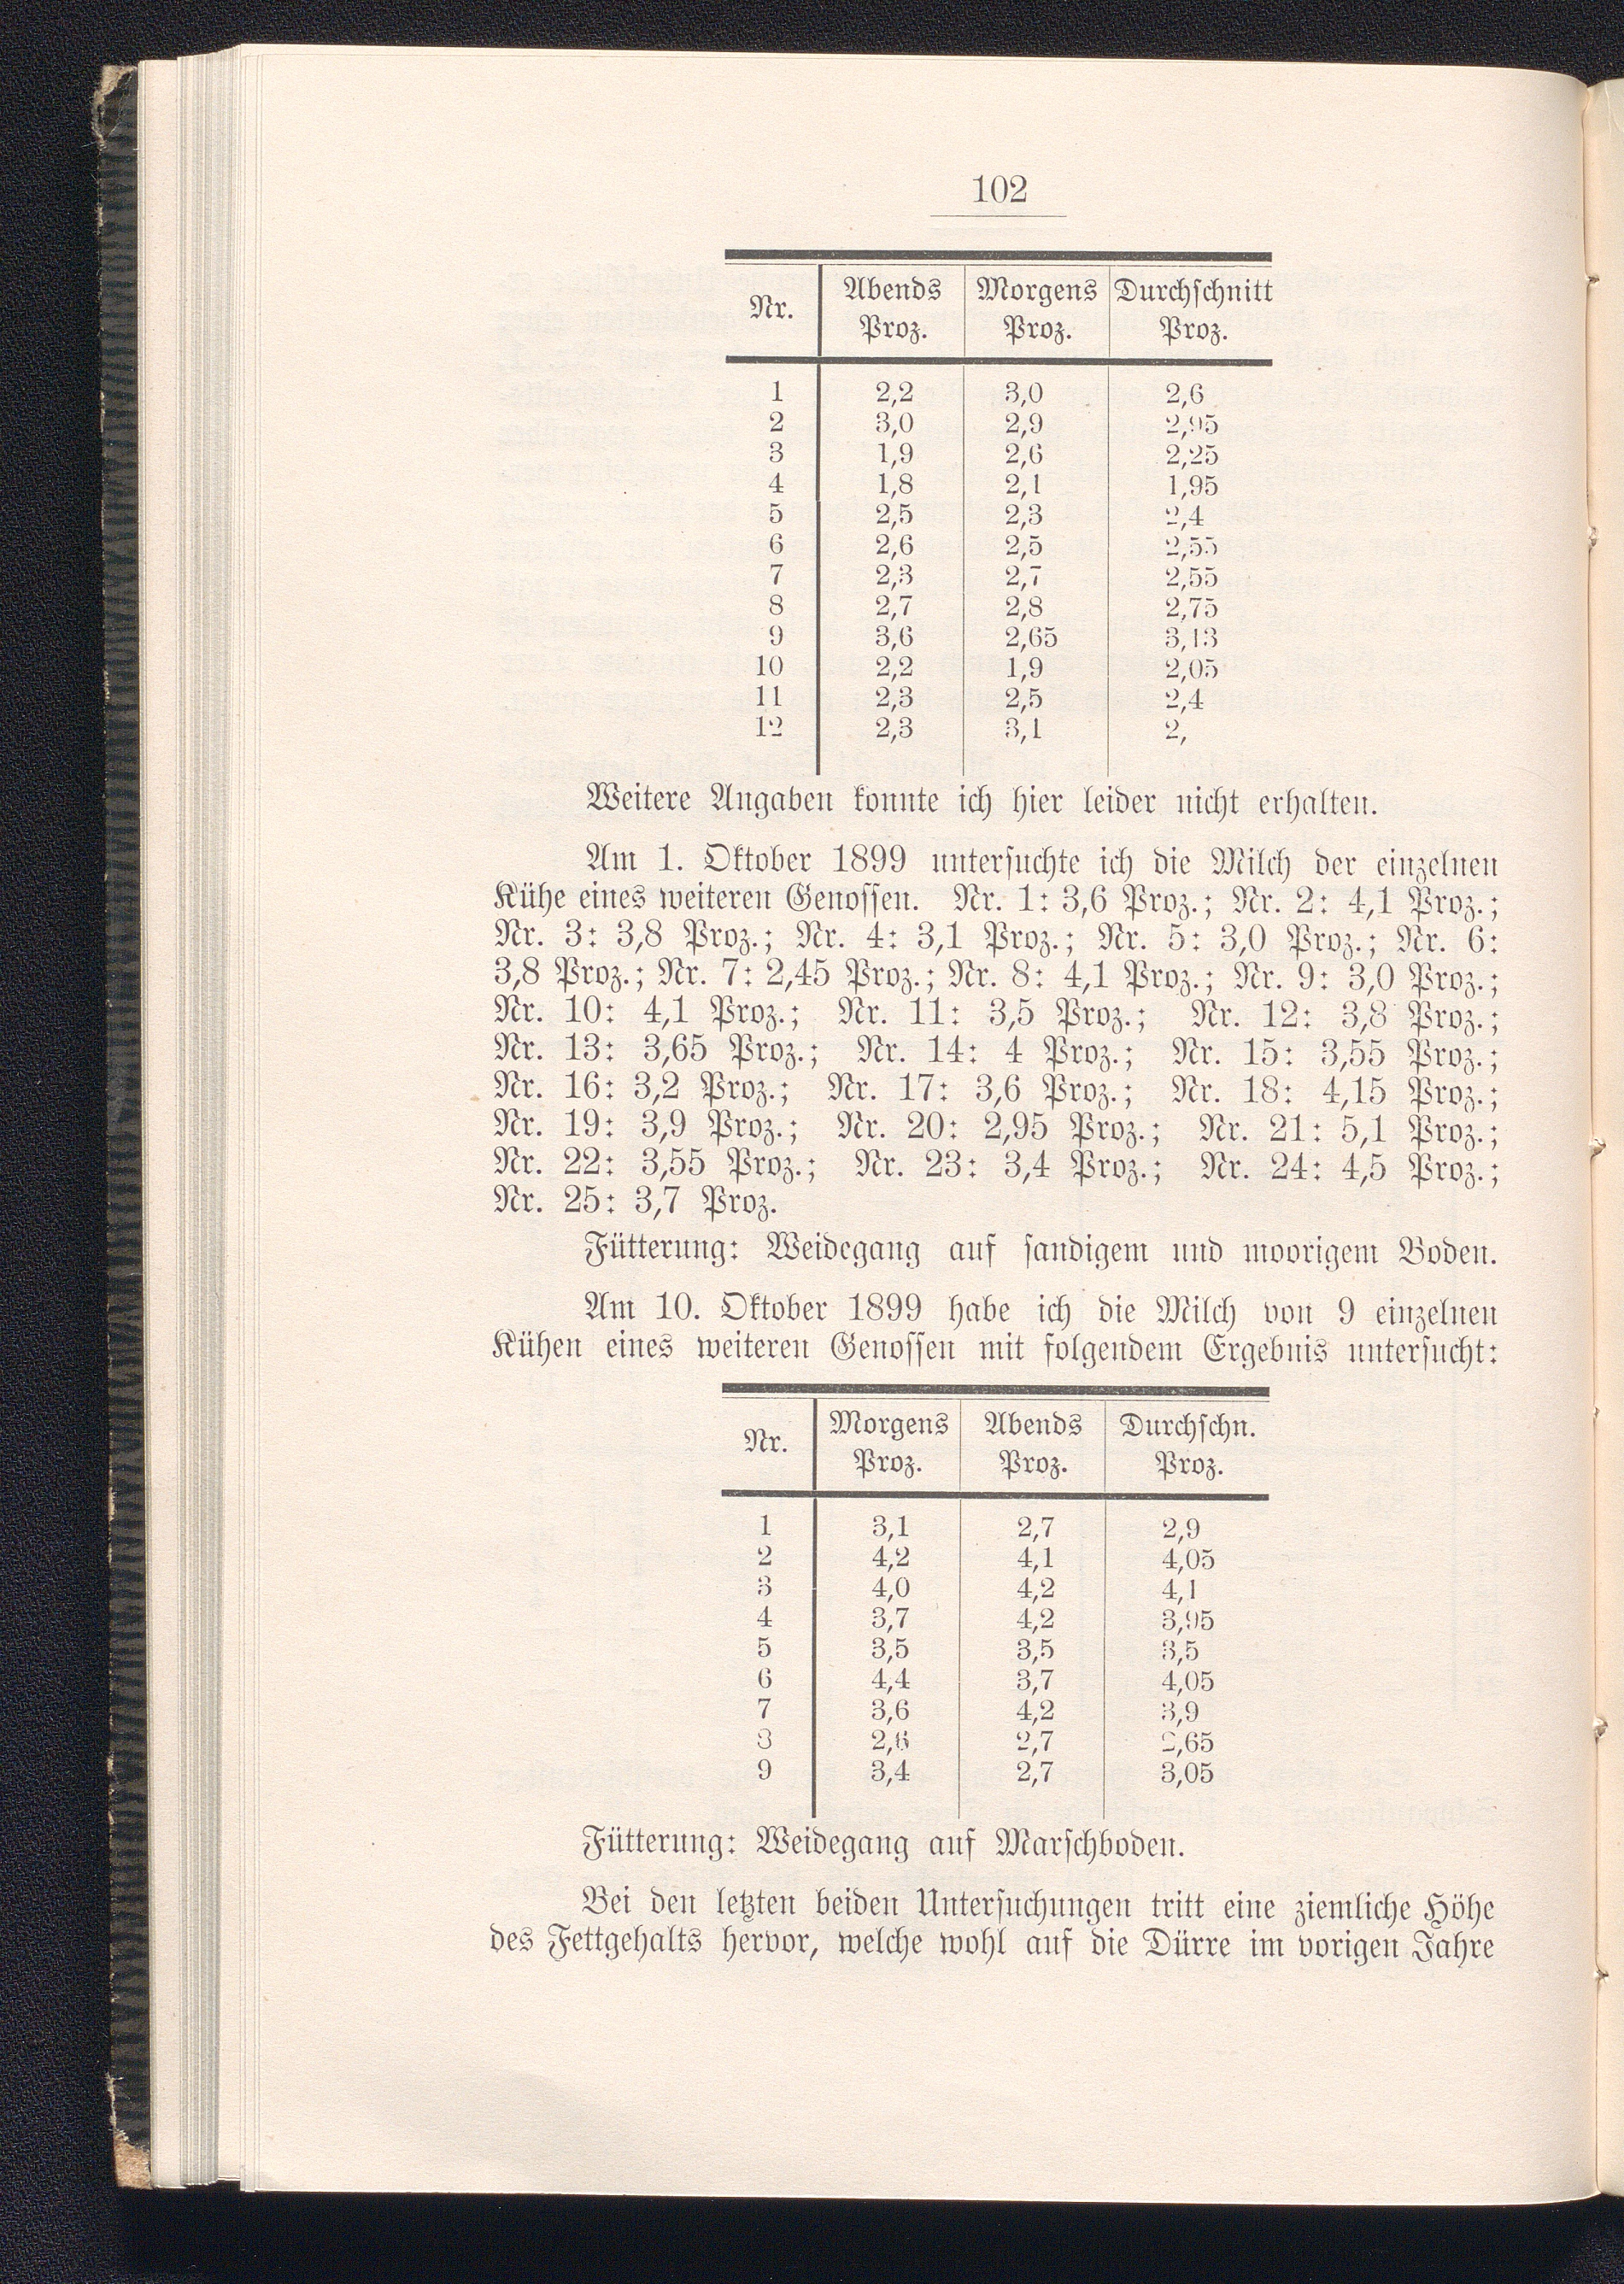 102
Nr. Abends Proz. Morgens Proz. Durchschnitt Proz.
1 2,2 3,0 2,6
2 3,0 2,9 2,95
3 1,9 2,6 2,25
4 1,8 2,1 1,95
5 2,5 2,3 2,4
6 2,6 2,5 2,55
7 2,3 2,7 2,55
8 2,7 2,8 2,75
9 3,6 2,65 3,13
10 2,2 1,9 2,05
11 2,3 2,5 2,4
12 2,3 3,1 2,
Weitere Angaben konnte ich hier leider nicht erhalten.
Am 1. Oktober 1899 untersuchte ich die Milch der einzelnen
Kühe eines weiteren Genossen. Nr. 1: 3,6 Proz.; Nr. 2: 4,1 Proz.;
Nr. 3: 3,8 Proz.; Nr. 4: 3,1 Proz.; Nr. 5: 3,0 Proz.; Nr. 6:
3,8 Proz.; Nr. 7: 2,45 Proz.; Nr. 8: 4,1 Proz.; Nr. 9: 3,0 Proz.;
Nr. 10: 4,1 Proz.; Nr. 11: 3,5 Proz.; Nr. 12: 3,8 Proz.;
Nr. 13: 3,65 Proz.; Nr. 14: 4 Proz.; Nr. 15: 3,55 Proz.;
Nr. 16: 3,2 Proz.; Nr. 17: 3,6 Proz.; Nr. 18: 4,15 Proz.;
Nr. 19: 3,9 Proz.; Nr. 20: 2,95 Proz.; Nr. 21: 5,1 Proz.;
Nr. 22: 3,55 Proz.; Nr. 23: 3,4 Proz.; Nr. 24: 4,5 Proz.;
Nr. 25: 3,7 Proz.
Fütterung: Weidegang auf sandigem und moorigem Boden.
Am 10. Oktober 1899 habe ich die Milch von 9 einzelnen
Kühen eines weiteren Genossen mit folgendem Ergebnis untersucht:
Nr. Morgens Proz. Abends Proz. Durchschn. Proz.
1 3,1 2,7 2,9
2 4,2 4,1 4,05
3 4,0 4,2 4,1
4 3,7 4,2 3,95
5 3,5 3,5 3,5
6 4,4 3,7 4,05
7 3,6 4,2 3,9
8 2,6 2,7 2,65
9 3,4 2,7 3,05
Fütterung: Weidegang auf Marschboden.
Bei den letzten beiden Untersuchungen tritt eine ziemliche Höhe
des Fettgehalts hervor, welche wohl auf die Dürre im vorigen Jahre